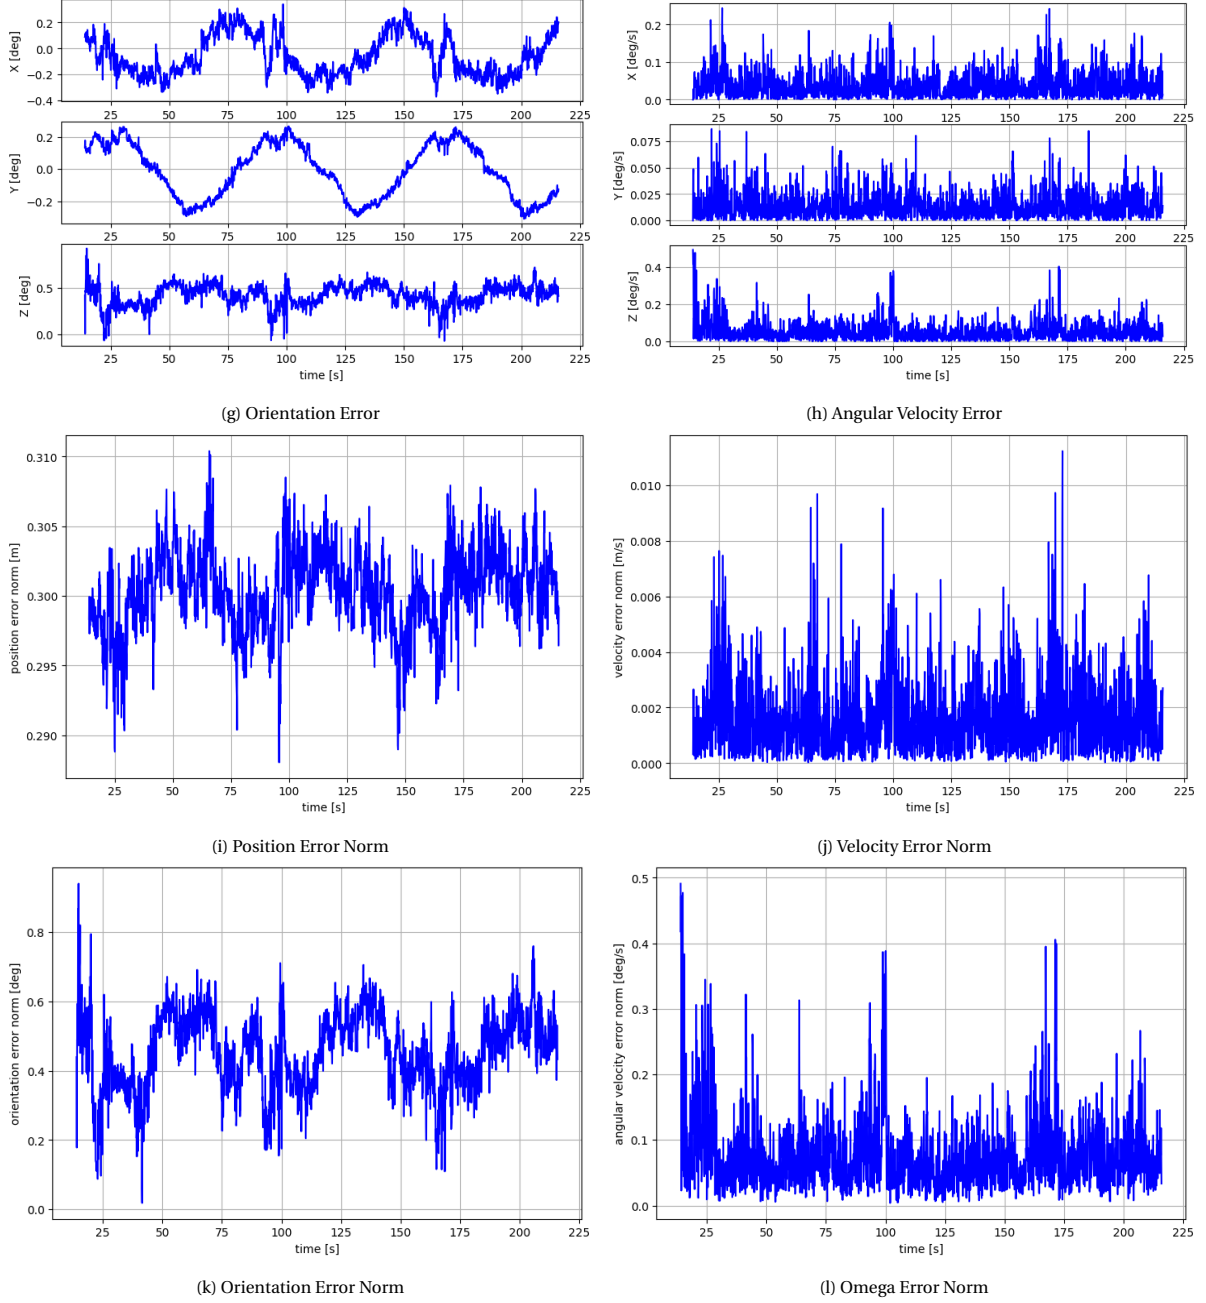 0.2
0.0
−0.2
−0.4
X [deg]
25 50 75 100 125 150 175 200 225
0.2
0.0
−0.2
Y [deg]
25 50 75 100 125 150 175 200 225
0.5
0.0
Z [deg]
25 50 75 100 125 150 175 200 225
time [s]
(g) Orientation Error
0.2
0.1
0.0
X [deg/s]
25 50 75 100 125 150 175 200 225
0.075
0.050
0.025
0.000
Y [deg/s]
25 50 75 100 125 150 175 200 225
0.4
0.2
0.0
Z [deg/s]
25 50 75 100 125 150 175 200 225
time [s]
(h) Angular Velocity Error
0.310
0.305
0.300
0.295
0.290
position error norm [m]
25 50 75 100 125 150 175 200 225
time [s]
(i) Position Error Norm
0.010
0.008
0.006
0.004
0.002
0.000
velocity error norm [m/s]
25 50 75 100 125 150 175 200 225
time [s]
(j) Velocity Error Norm
0.8
0.6
0.4
0.2
0.0
orientation error norm [deg]
25 50 75 100 125 150 175 200 225
time [s]
(k) Orientation Error Norm
0.5
0.4
0.3
0.2
0.1
0.0
angular velocity error norm [deg/s]
25 50 75 100 125 150 175 200 225
time [s]
(l) Omega Error Norm